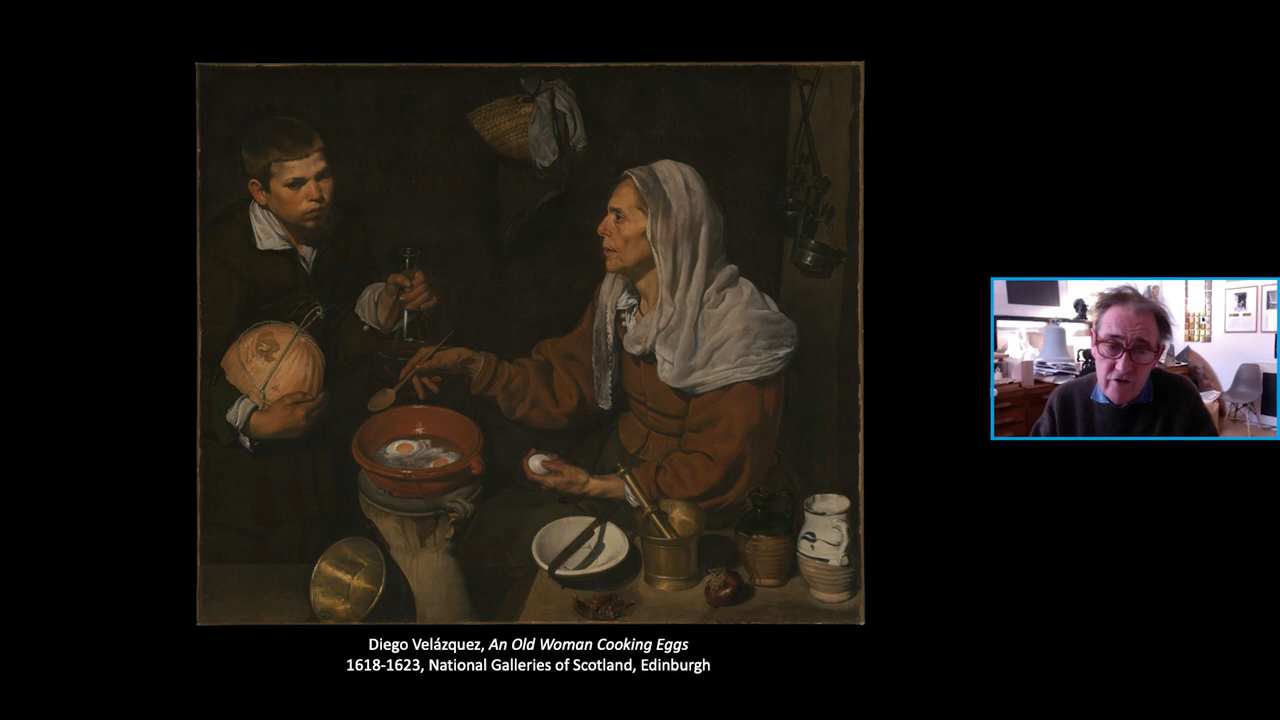 Diego Velázquez, An Old Woman Cooking Eggs
1618-1623, National Galleries of Scotland, Edinburgh